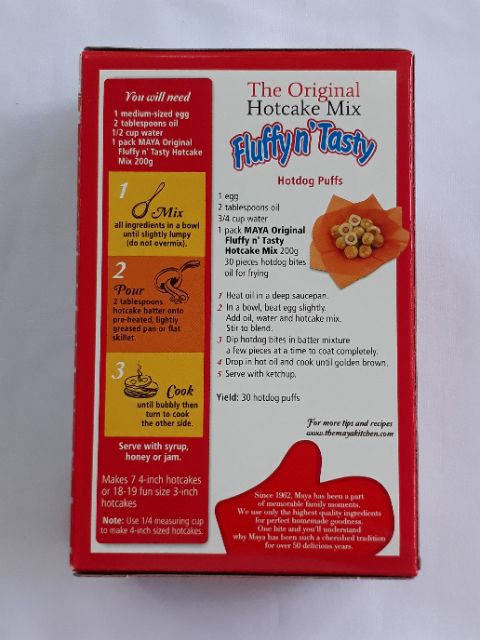 You will need
1 medium-sized egg
2 tablespoons oil
1/2 cup water
1 pack MAYA Original
Fluffy n' Tasty Hotcake
Mix 200g
1
Mix
all ingredients in a bowl
until slightly lumpy
(do not overmix).
2
Pour
2 tablespoons
hotcake batter onto
pre-heated, lightly
greased pan or flat
skillet.
3
Cook
until bubbly then
turn to cook
the other side.
Serve with syrup,
honey or jam.
Makes 7 4-inch hotcakes
or 18-19 fun size 3-inch
hotcakes
Note: Use 1/4 measuring cup
to make 4-inch sized hotcakes.
The Original
Hotcake Mix
Fluffy n' Tasty
Hotdog Puffs
1 egg
2 tablespoons oil
3/4 cup water
1 pack MAYA Original
Fluffy n' Tasty
Hotcake Mix 200g
30 pieces hotdog bites
oil for frying
1 Heat oil in a deep saucepan.
2 In a bowl, beat egg slightly.
Add oil, water and hotcake mix.
Stir to blend.
3 Dip hotdog bites in batter mixture
a few pieces at a time to coat completely.
4 Drop in hot oil and cook until golden brown.
5 Serve with ketchup.
Yield: 30 hotdog puffs
For more tips and recipes
www.themayakitchen.com
Since 1962, Maya has been a part
of memorable family moments.
We use only the highest quality ingredients
for perfect homemade goodness.
One bite and you'll understand
why Maya has been such a cherished tradition
for over 50 delicious years.